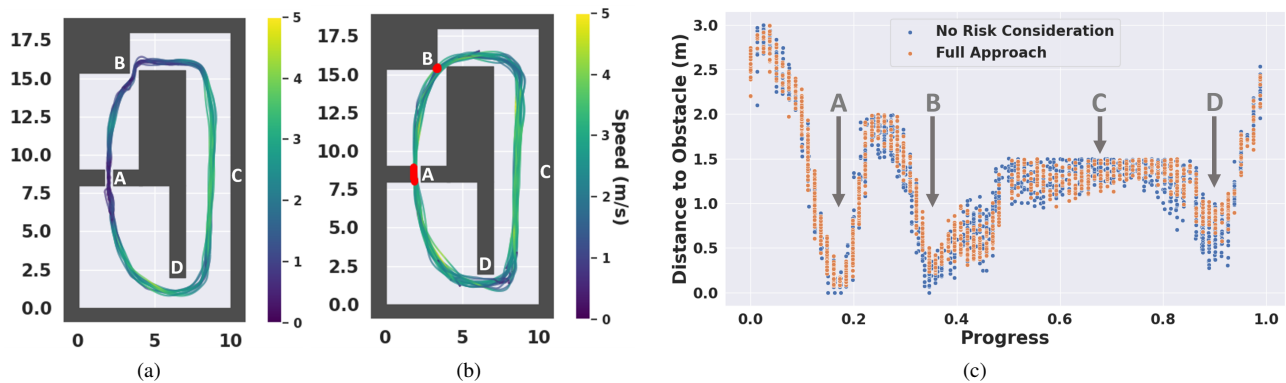 17.5
15.0
12.5
10.0
7.5
5.0
2.5
0.0
0
5
10
B
A
C
D
5
4
3
2
1
0
(a)
17.5
15.0
12.5
10.0
7.5
5.0
2.5
0.0
0
5
10
B
A
C
D
5
4
3
2
1
0
Speed (m/s)
(b)
Distance to Obstacle (m)
3.0
2.5
2.0
1.5
1.0
0.5
0.0
No Risk Consideration
Full Approach
A
B
C
D
0.0
0.2
0.4
0.6
0.8
1.0
Progress
(c)